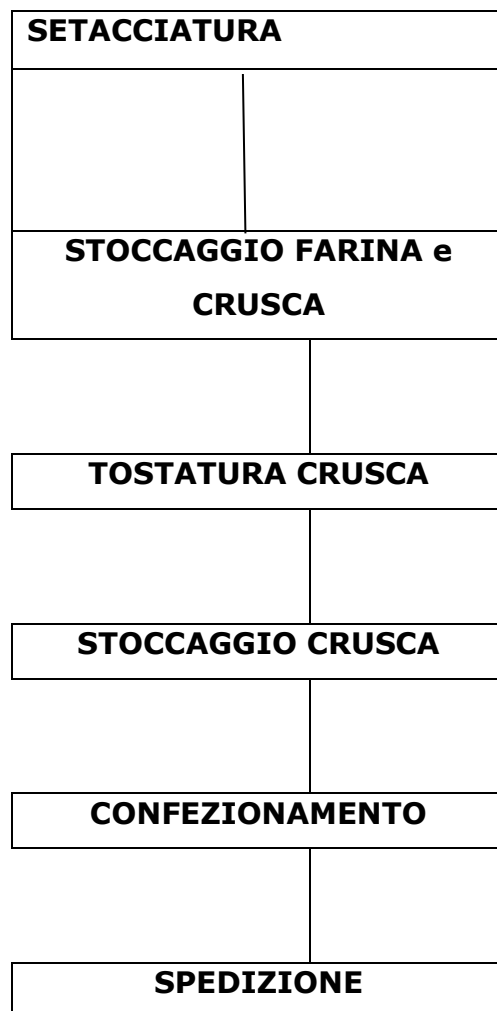 SETACCIATURA
STOCCAGGIO FARINA e
CRUSCA
TOSTATURA CRUSCA
STOCCAGGIO CRUSCA
CONFEZIONAMENTO
SPEDIZIONE